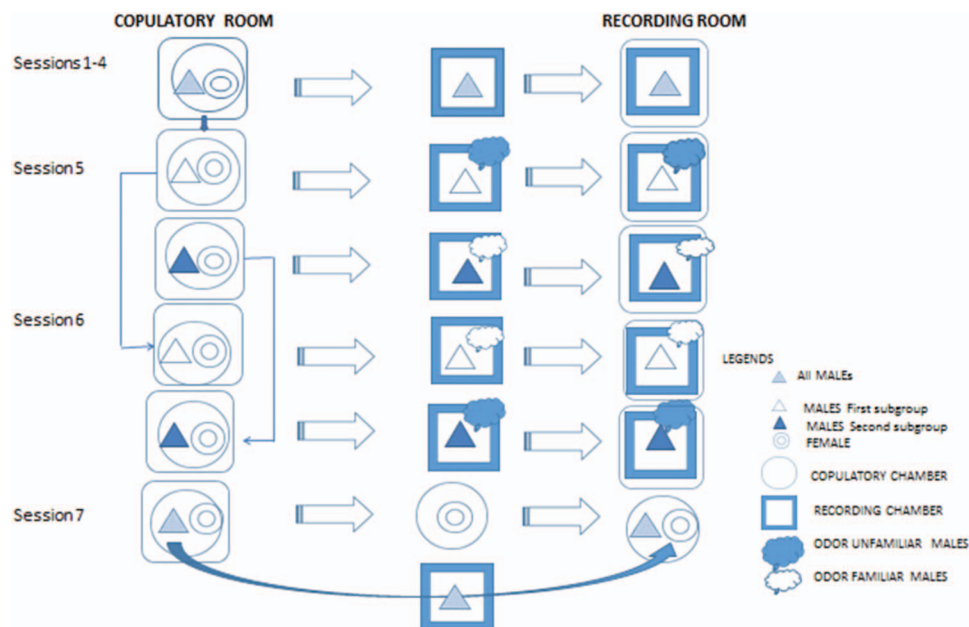 COPULATORY ROOM
RECORDING ROOM
Sessions 1-4
Session 5
Session 6
LEGENDS
All MALEs
MALES First subgroup
MALES Second subgroup
FEMALE
COPULATORY CHAMBER
Session 7
RECORDING CHAMBER
ODOR UNFAMILIAR MALES
ODOR FAMILIAR MALES